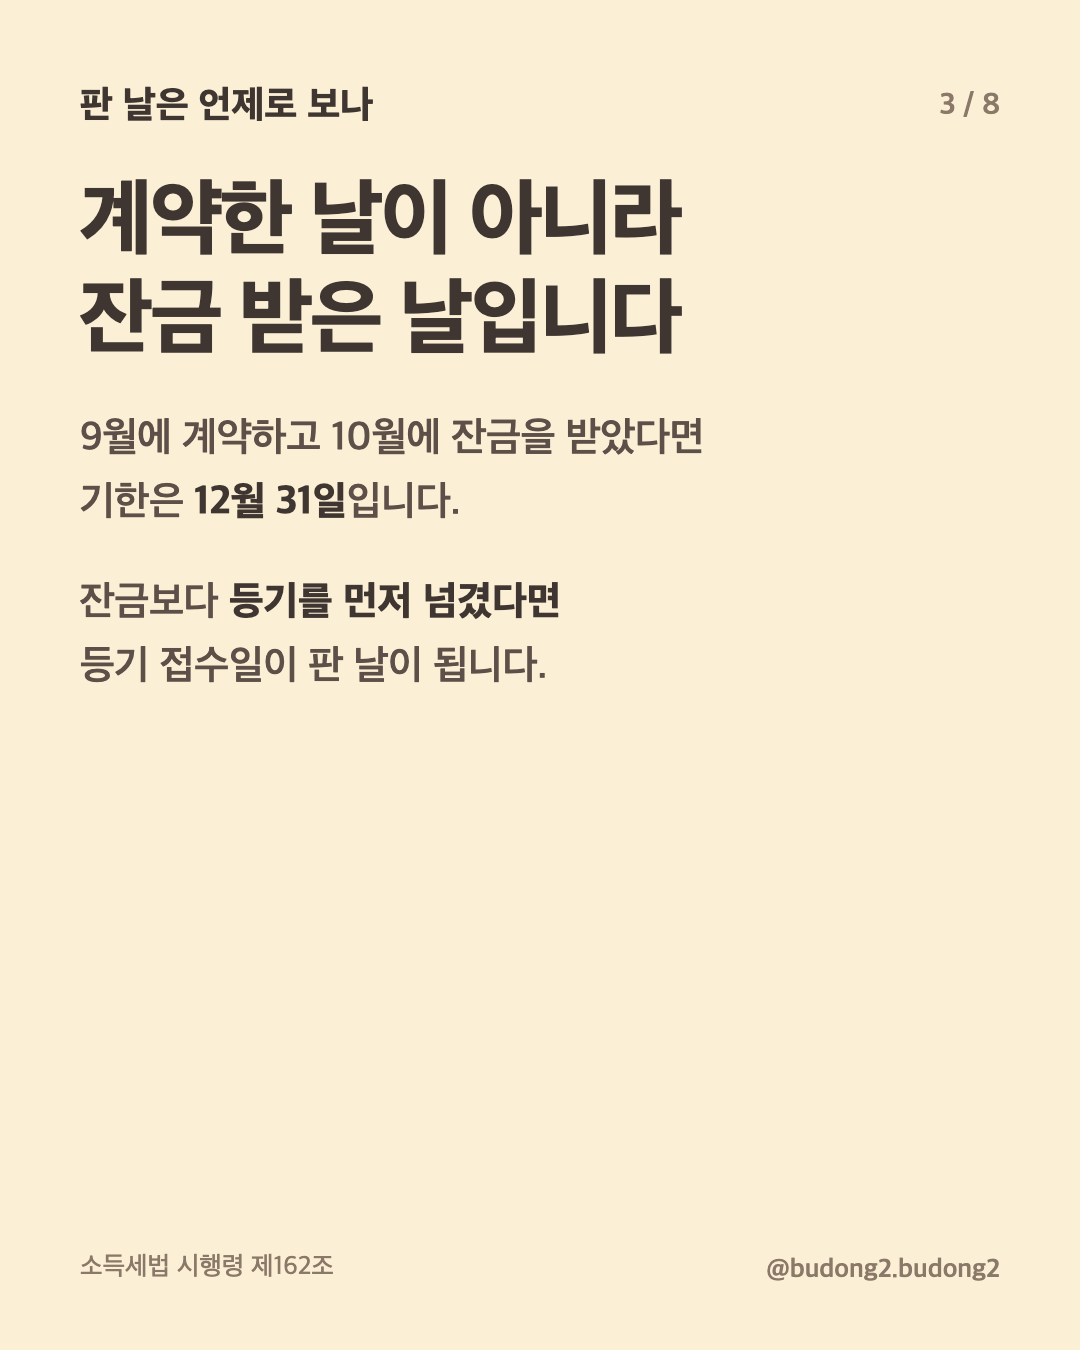 판 날은 언제로 보나
3 / 8
계약한 날이 아니라
잔금 받은 날입니다
9월에 계약하고 10월에 잔금을 받았다면
기한은 12월 31일입니다.
잔금보다 등기를 먼저 넘겼다면
등기 접수일이 판 날이 됩니다.
소득세법 시행령 제162조
@budong2.budong2